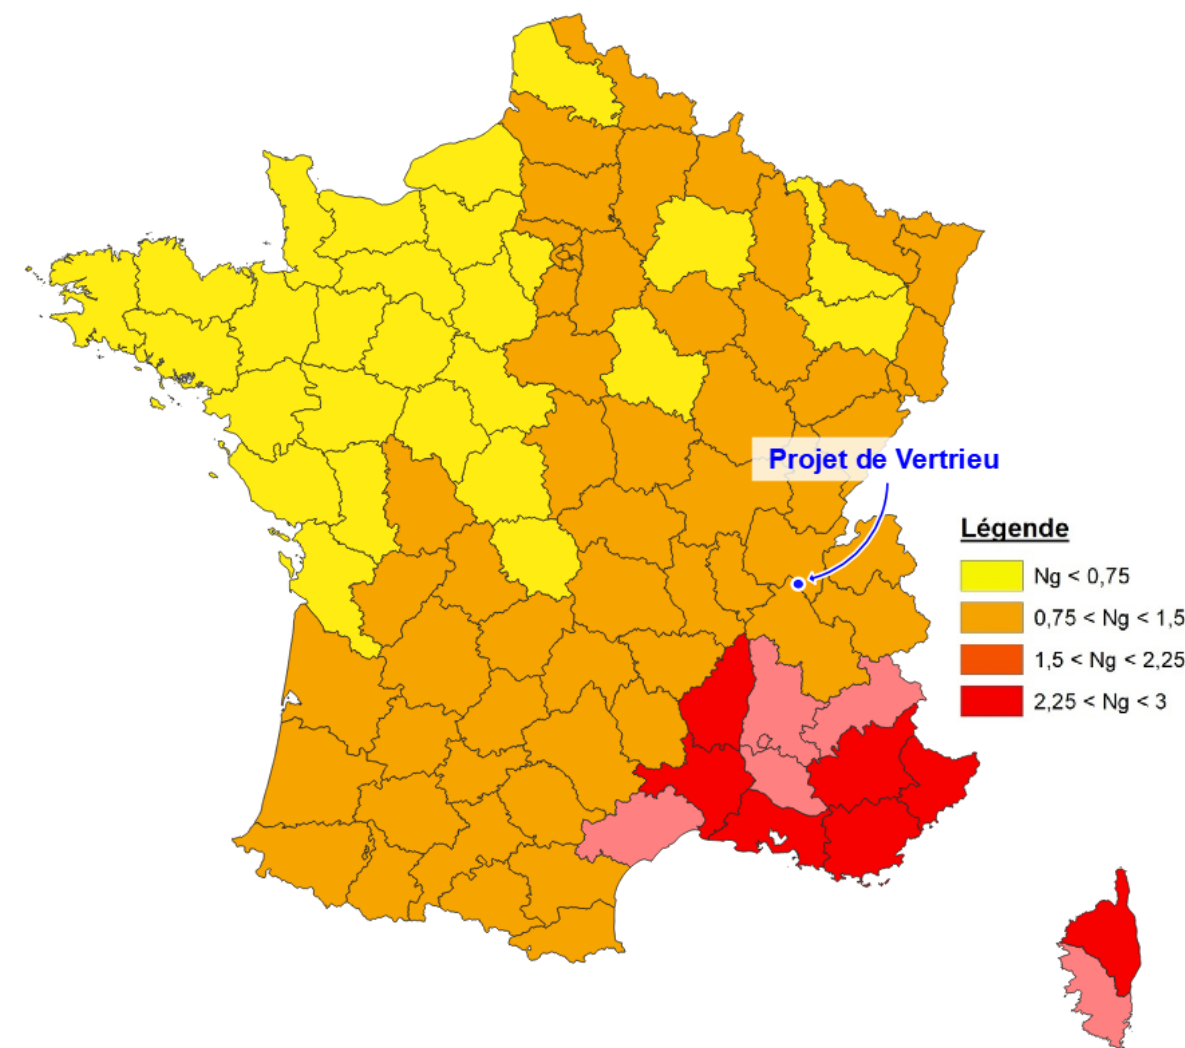 Projet de Vertrieu
Légende
Ng < 0,75
0,75 < Ng < 1,5
1,5 < Ng < 2,25
2,25 < Ng < 3